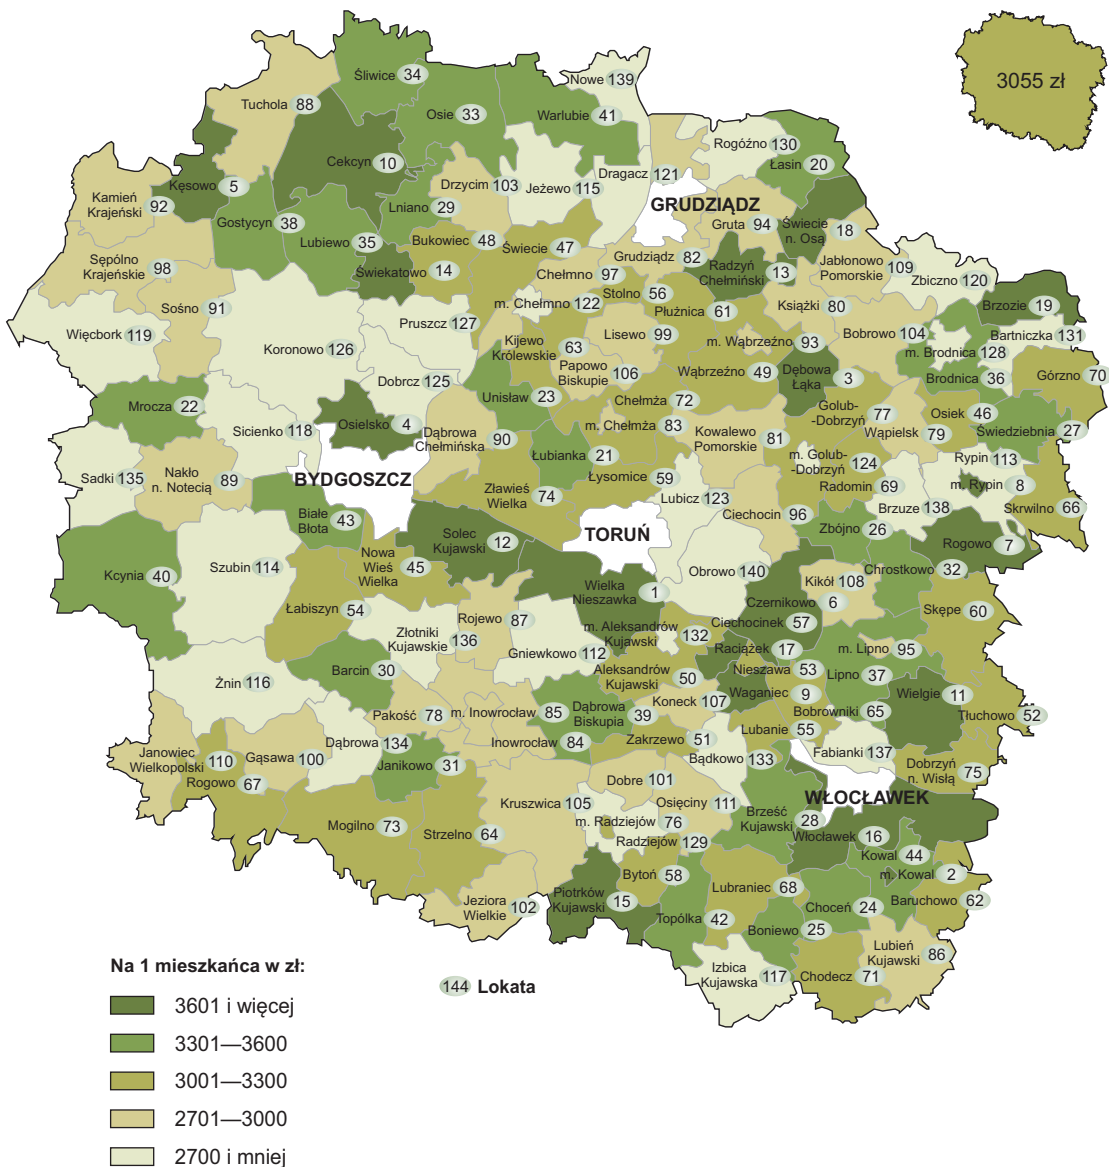 3055 zł
Nowe 139
Śliwice 34
Tuchola 88
Osie 33
Warlubie 41
Rogóźno 130
Łasin 20
Cekcyn 10
Dragacz 121
Kęsowo 5
Drzycim 103
Jeżewo 115
GRUDZIĄDZ
Kamień
Krajeński 92
Lniano 29
Gostycyn 38
Gruta 94
Świecie
n. Osą 18
Lubiewo 35
Bukowiec 48
Świecie 47
Grudziądz 82
Sępólno
Krajeńskie 98
Świekatowo 14
Chełmno 97
Radzyń
Chełmiński 13
Jabłonowo
Pomorskie 109
Zbiczno 120
Stolno 56
Sośno 91
m. Chełmno 122
Płużnica 61
Książki 80
Brzozie 19
Więcbork 119
Pruszcz 127
Bobrowo 104
Bartniczka 131
Koronowo 126
Kijewo
Królewskie 63
Lisewo 99
m. Wąbrzeźno 93
m. Brodnica 128
Papowo
Biskupie 106
Wąbrzeźno 49
Dębowa
Łąka 3
Brodnica 36
Górzno 70
Dobrcz 125
Mrocza 22
Unisław 23
Chełmża 72
Golub-
-Dobrzyń 77
Osiek 46
Sicienko 118
Osielsko 4
Dąbrowa
Chełmińska 90
m. Chełmża 83
Kowalewo
Pomorskie 81
Wąpielsk 79
Świedziebnia 27
Łubianka 21
m. Golub-
-Dobrzyń 124
Rypin 113
Sadki 135
Nakło
n. Notecią 89
BYDGOSZCZ
Łysomice 59
Radomin 69
m. Rypin 8
Zławieś
Wielka 74
Lubicz 123
Brzuze 138
Skrwilno 66
Białe
Błota 43
Ciechocin 96
Solec
Kujawski 12
TORUŃ
Zbójno 26
Rogowo 7
Nowa
Wieś
Wielka 45
Szubin 114
Kcynia 40
Obrowo 140
Kikół 108
Chrostkowo 32
Wielka
Nieszawka 1
Czernikowo 6
Łabiszyn 54
Rojewo 87
Ciechocinek 57
Skępe 60
Złotniki
Kujawskie 136
m. Aleksandrów
Kujawski 132
Gniewkowo 112
Raciążek 17
m. Lipno 95
Barcin 30
Aleksandrów
Kujawski 50
Nieszawa 53
Lipno 37
Żnin 116
Waganiec 9
Wielgie 11
Koneck 107
Pakość 78
m. Inowrocław 85
Dąbrowa
Biskupia 39
Bobrowniki 65
Tłuchowo 52
Lubanie 55
Dąbrowa 134
Inowrocław 84
Zakrzewo 51
Fabianki 137
Janowiec
Wielkopolski 110
Gąsawa 100
Janikowo 31
Bądkowo 133
Dobrzyń
n. Wisłą 75
Rogowo 67
Dobre 101
WŁOCŁAWEK
Kruszwica 105
Osięciny 111
Brześć
Kujawski 28
Mogilno 73
Strzelno 64
m. Radziejów 76
Włocławek 16
Radziejów 129
Kowal 44
m. Kowal 2
Bytoń 58
Piotrków
Kujawski 15
Lubraniec 68
Choceń 24
Baruchowo 62
Jeziora
Wielkie 102
Topólka 42
Boniewo 25
Lubień
Kujawski 86
Izbica
Kujawska 117
Chodecz 71
Na 1 mieszkańca w zł:
144 Lokata
3601 i więcej
3301—3600
3001—3300
2701—3000
2700 i mniej